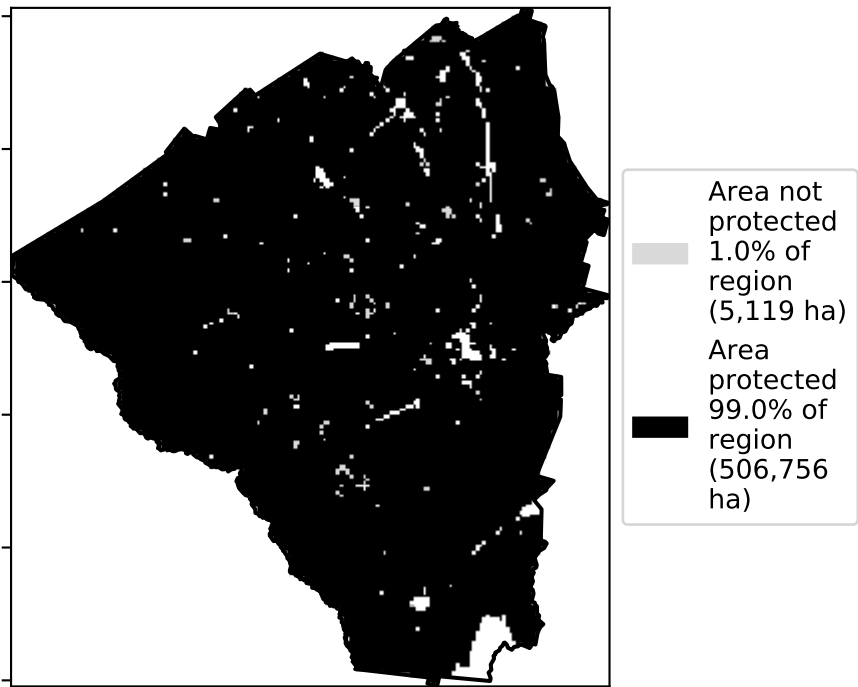 Area not
protected
1.0% of
region
(5,119 ha)
Area
protected
99.0% of
region
(506,756
ha)